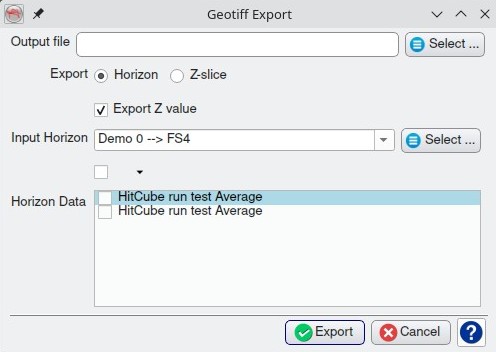 Geotiff Export
Output file
Select ...
Export Horizon Z-slice
Export Z value
Input Horizon Demo 0 --> FS4 Select ...
Horizon Data
HitCube run test Average
HitCube run test Average
Export Cancel ?